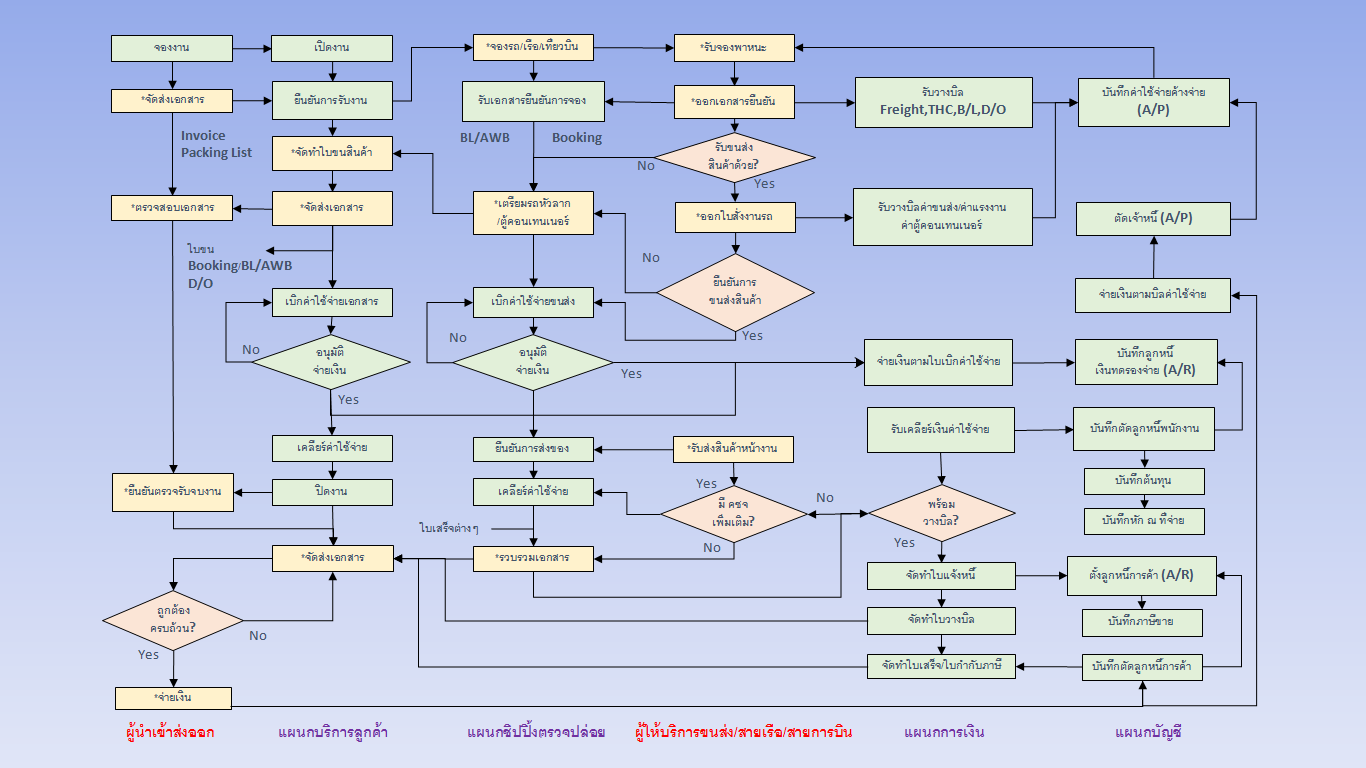 จองงาน
เปิดงาน
*จองรถ/เรือ/เที่ยวบิน
*รับจองพาหนะ
*จัดส่งเอกสาร
ยืนยันการรับงาน
รับเอกสารยืนยันการจอง
*ออกเอกสารยืนยัน
รับวางบิล
Freight,THC,B/L,D/O
บันทึกค่าใช้จ่ายค้างจ่าย
(A/P)
Invoice
Packing List
*จัดทำใบขนสินค้า
BL/AWB
Booking
รับขนส่ง
สินค้าด้วย?
No
Yes
*ตรวจสอบเอกสาร
*จัดส่งเอกสาร
*เตรียมรถหัวลาก
/ตู้คอนเทนเนอร์
*ออกใบสั่งงานรถ
รับวางบิลค่าขนส่ง/ค่าแรงงาน
ค่าตู้คอนเทนเนอร์
ตัดเจ้าหนี้ (A/P)
ใบขน
Booking/BL/AWB
D/O
No
ยืนยันการ
ขนส่งสินค้า
Yes
เบิกค่าใช้จ่ายเอกสาร
เบิกค่าใช้จ่ายขนส่ง
จ่ายเงินตามบิลค่าใช้จ่าย
No
อนุมัติ
จ่ายเงิน
Yes
No
อนุมัติ
จ่ายเงิน
Yes
จ่ายเงินตามใบเบิกค่าใช้จ่าย
บันทึกลูกหนี้
เงินทดรองจ่าย (A/R)
เคลียร์ค่าใช้จ่าย
ยืนยันการส่งของ
*รับส่งสินค้าหน้างาน
รับเคลียร์เงินค่าใช้จ่าย
บันทึกตัดลูกหนี้พนักงาน
*ยืนยันตรวจรับจบงาน
ปิดงาน
เคลียร์ค่าใช้จ่าย
Yes
มี คชจ
เพิ่มเติม?
No
No
พร้อม
วางบิล?
Yes
บันทึกต้นทุน
บันทึกหัก ณ ที่จ่าย
ใบเสร็จต่างๆ
*จัดส่งเอกสาร
*รวบรวมเอกสาร
จัดทำใบแจ้งหนี้
ตั้งลูกหนี้การค้า (A/R)
ถูกต้อง
ครบถ้วน?
No
Yes
จัดทำใบวางบิล
บันทึกภาษีขาย
จัดทำใบเสร็จ/ใบกำกับภาษี
บันทึกตัดลูกหนี้การค้า
*จ่ายเงิน
ผู้นำเข้าส่งออก
แผนกบริการลูกค้า
แผนกชิปปิ้งตรวจปล่อย
ผู้ให้บริการขนส่ง/สายเรือ/สายการบิน
แผนกการเงิน
แผนกบัญชี